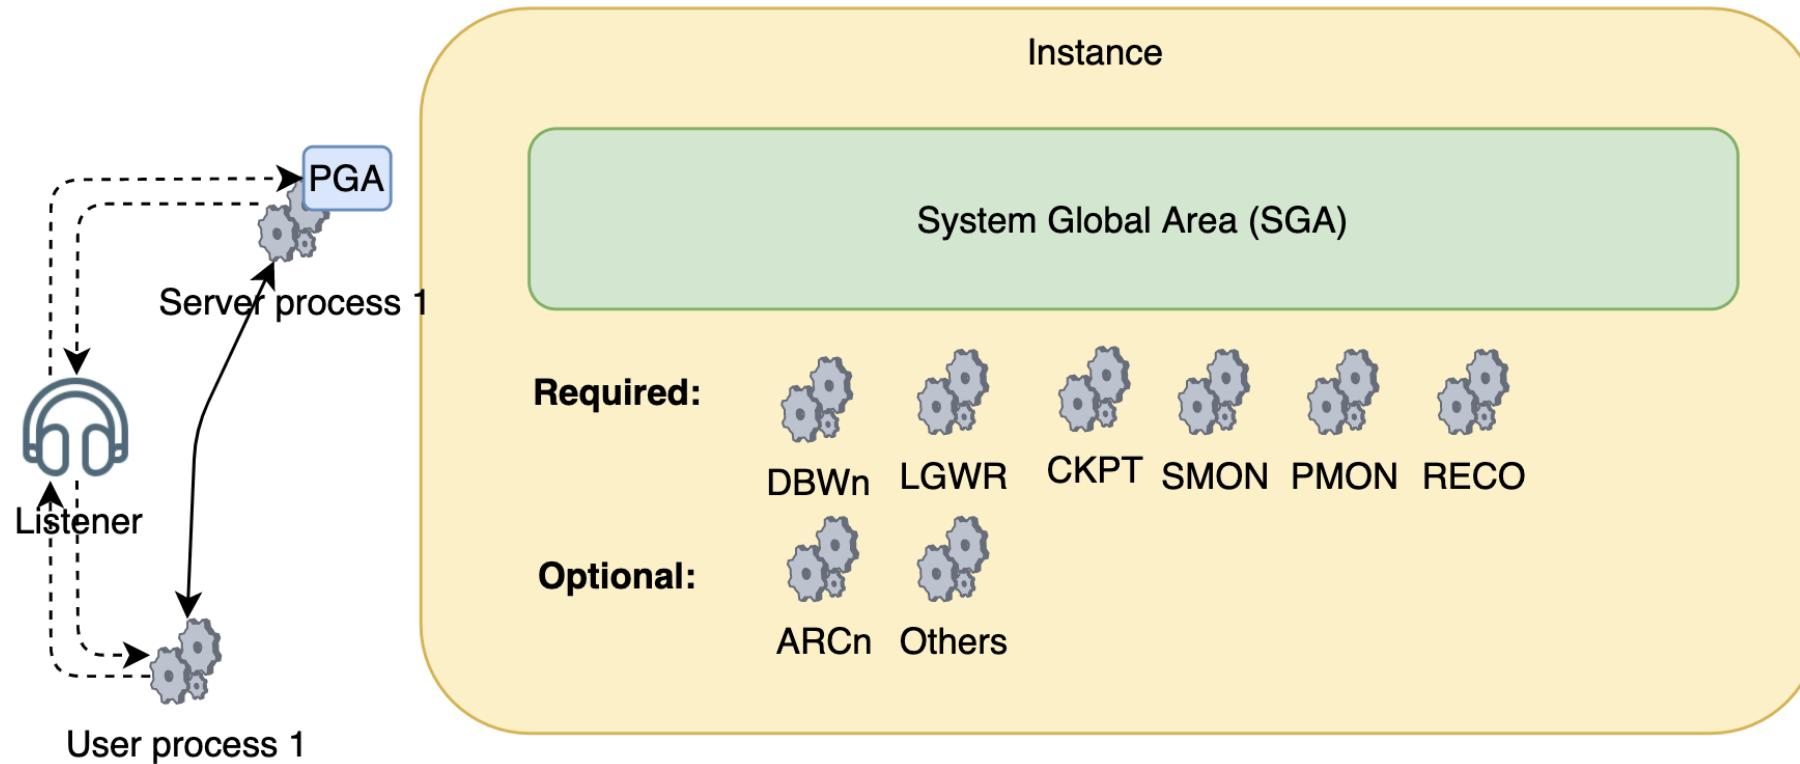 Instance
PGA
System Global Area (SGA)
Server process 1
Required:
DBWn
LGWR
CKPT
SMON
PMON
RECO
Listener
Optional:
ARCn
Others
User process 1